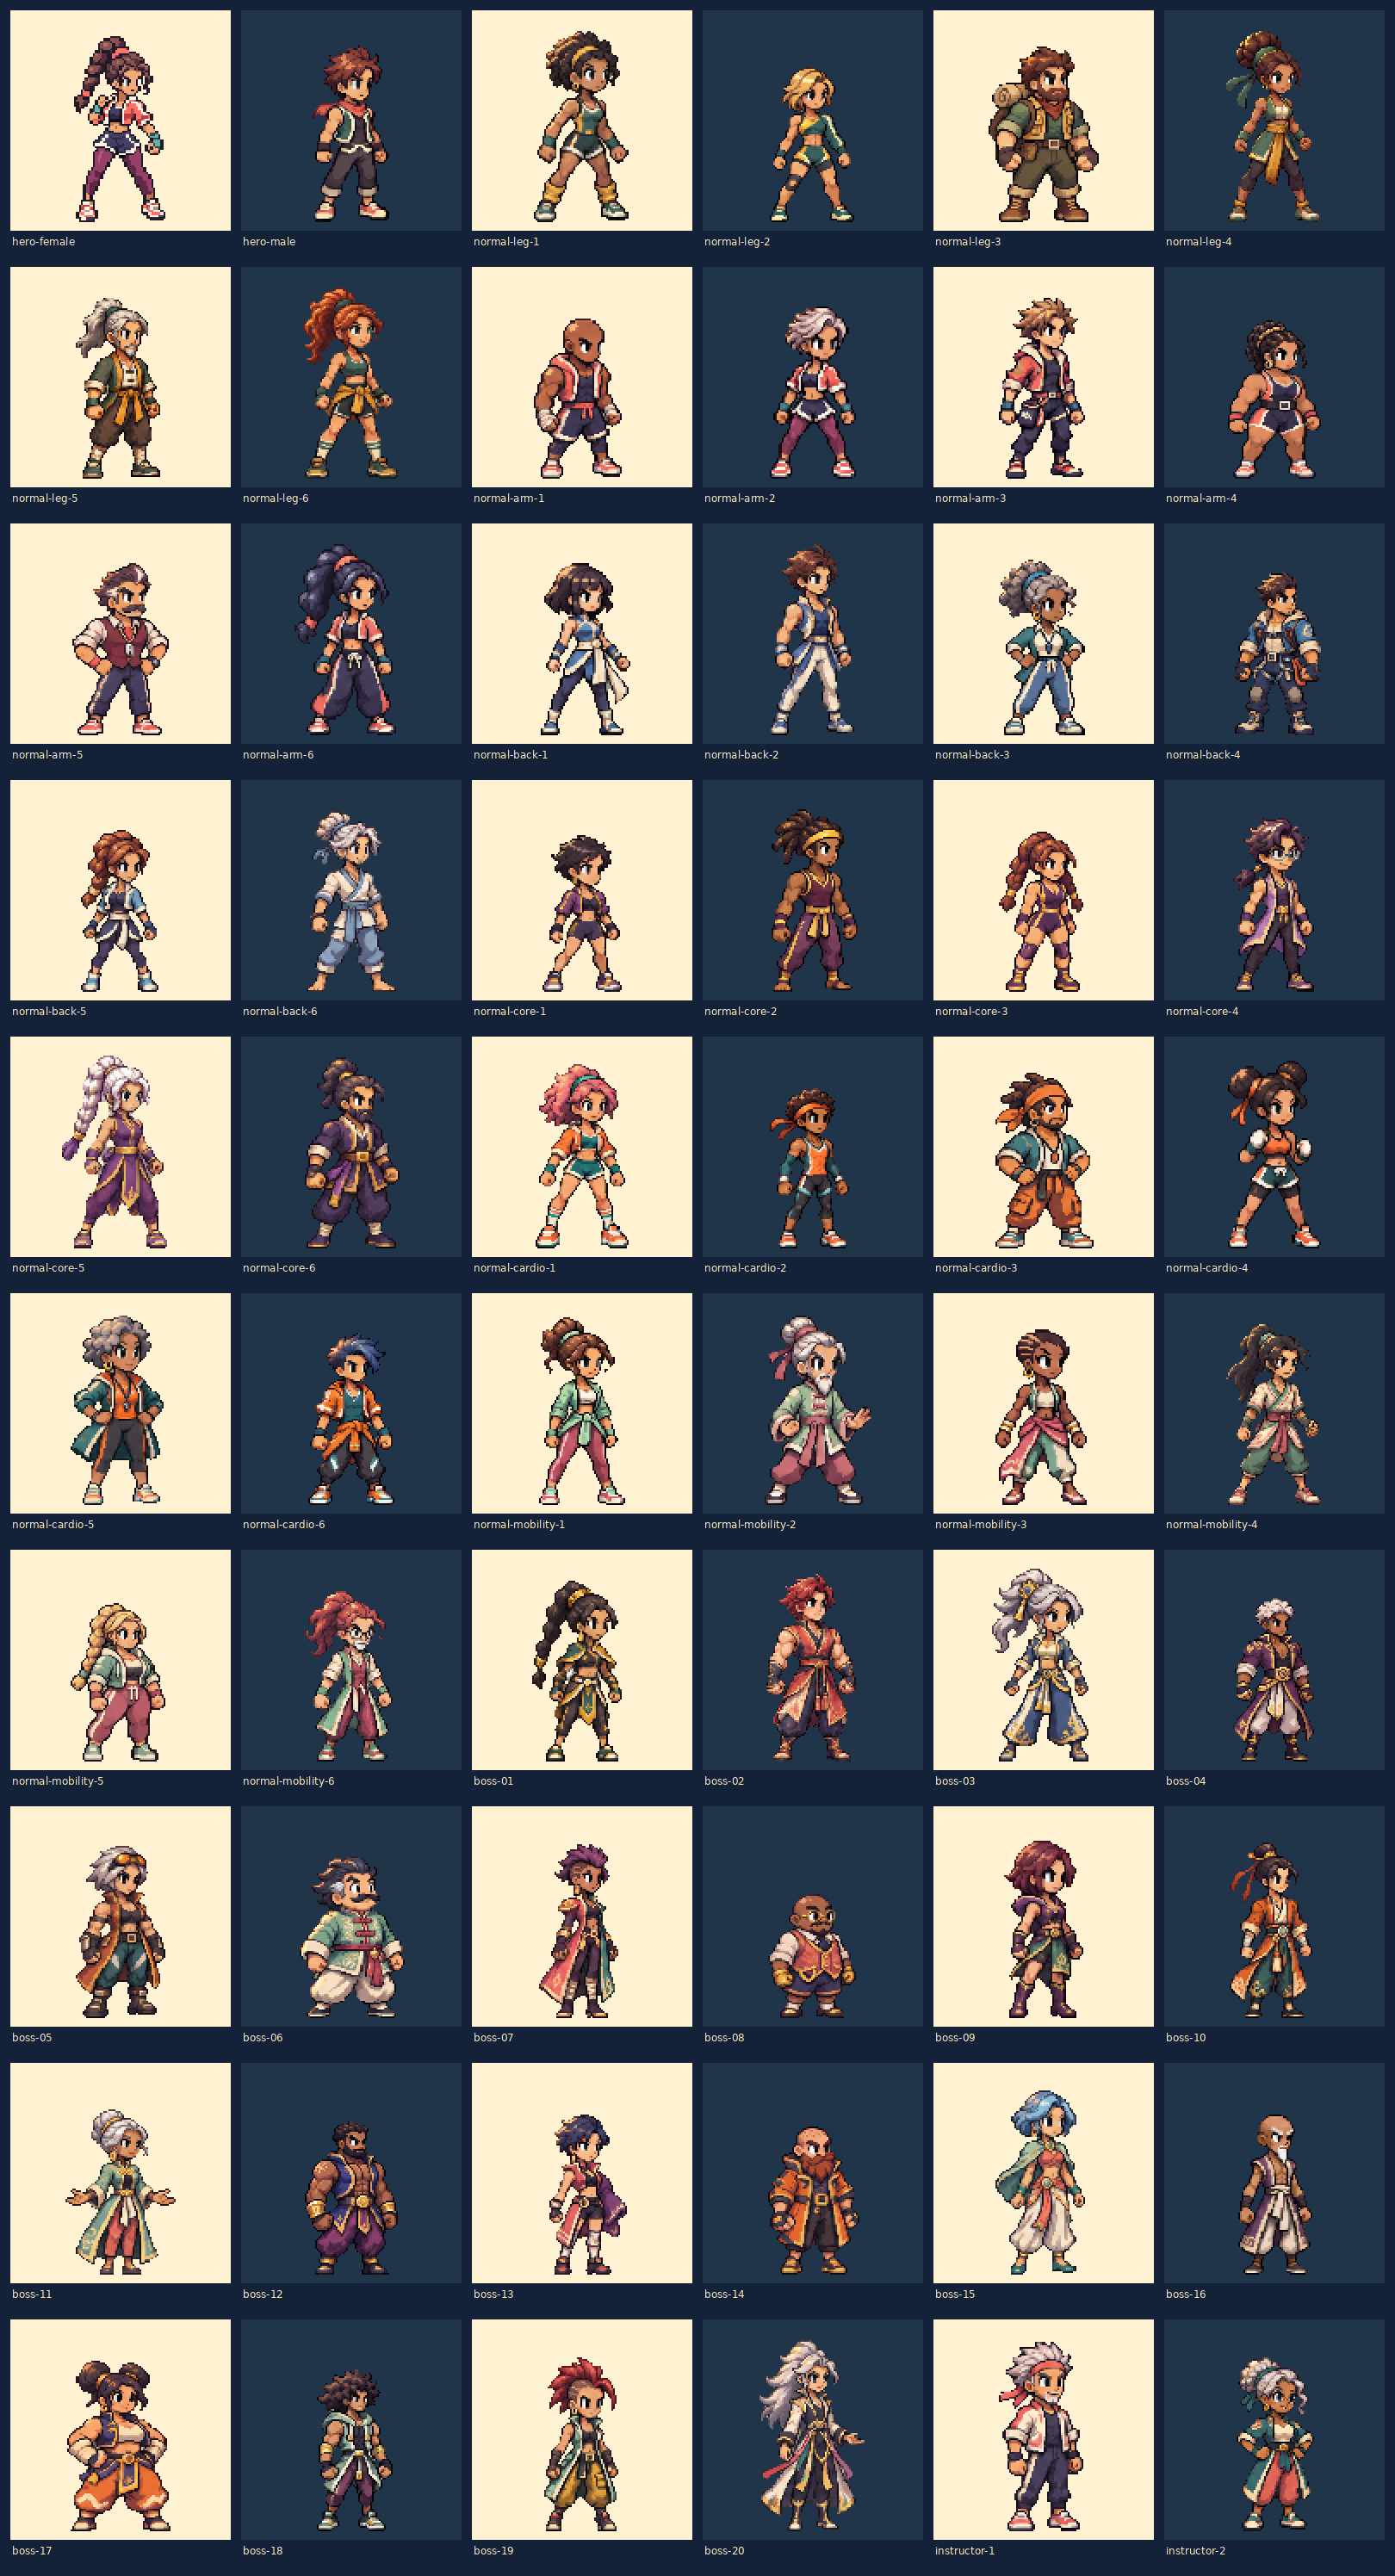 hero-female
hero-male
normal-leg-1
normal-leg-2
normal-leg-3
normal-leg-4
normal-leg-5
normal-leg-6
normal-arm-1
normal-arm-2
normal-arm-3
normal-arm-4
normal-arm-5
normal-arm-6
normal-back-1
normal-back-2
normal-back-3
normal-back-4
normal-back-5
normal-back-6
normal-core-1
normal-core-2
normal-core-3
normal-core-4
normal-core-5
normal-core-6
normal-cardio-1
normal-cardio-2
normal-cardio-3
normal-cardio-4
normal-cardio-5
normal-cardio-6
normal-mobility-1
normal-mobility-2
normal-mobility-3
normal-mobility-4
normal-mobility-5
normal-mobility-6
boss-01
boss-02
boss-03
boss-04
boss-05
boss-06
boss-07
boss-08
boss-09
boss-10
boss-11
boss-12
boss-13
boss-14
boss-15
boss-16
boss-17
boss-18
boss-19
boss-20
instructor-1
instructor-2